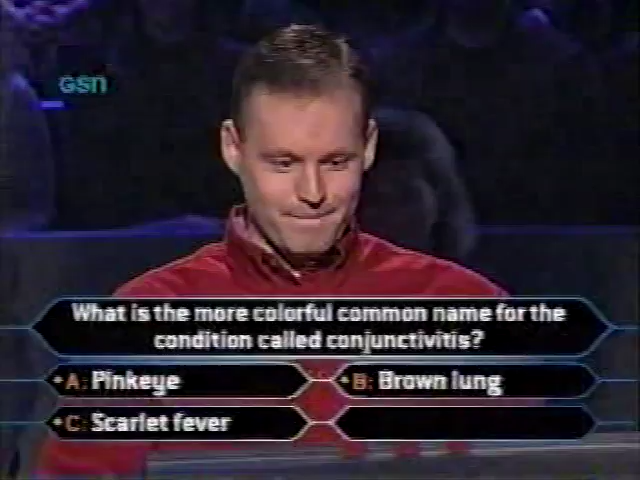 GSN
What is the more colorful common name for the
condition called conjunctivitis?
A: Pinkeye
B: Brown lung
C: Scarlet fever